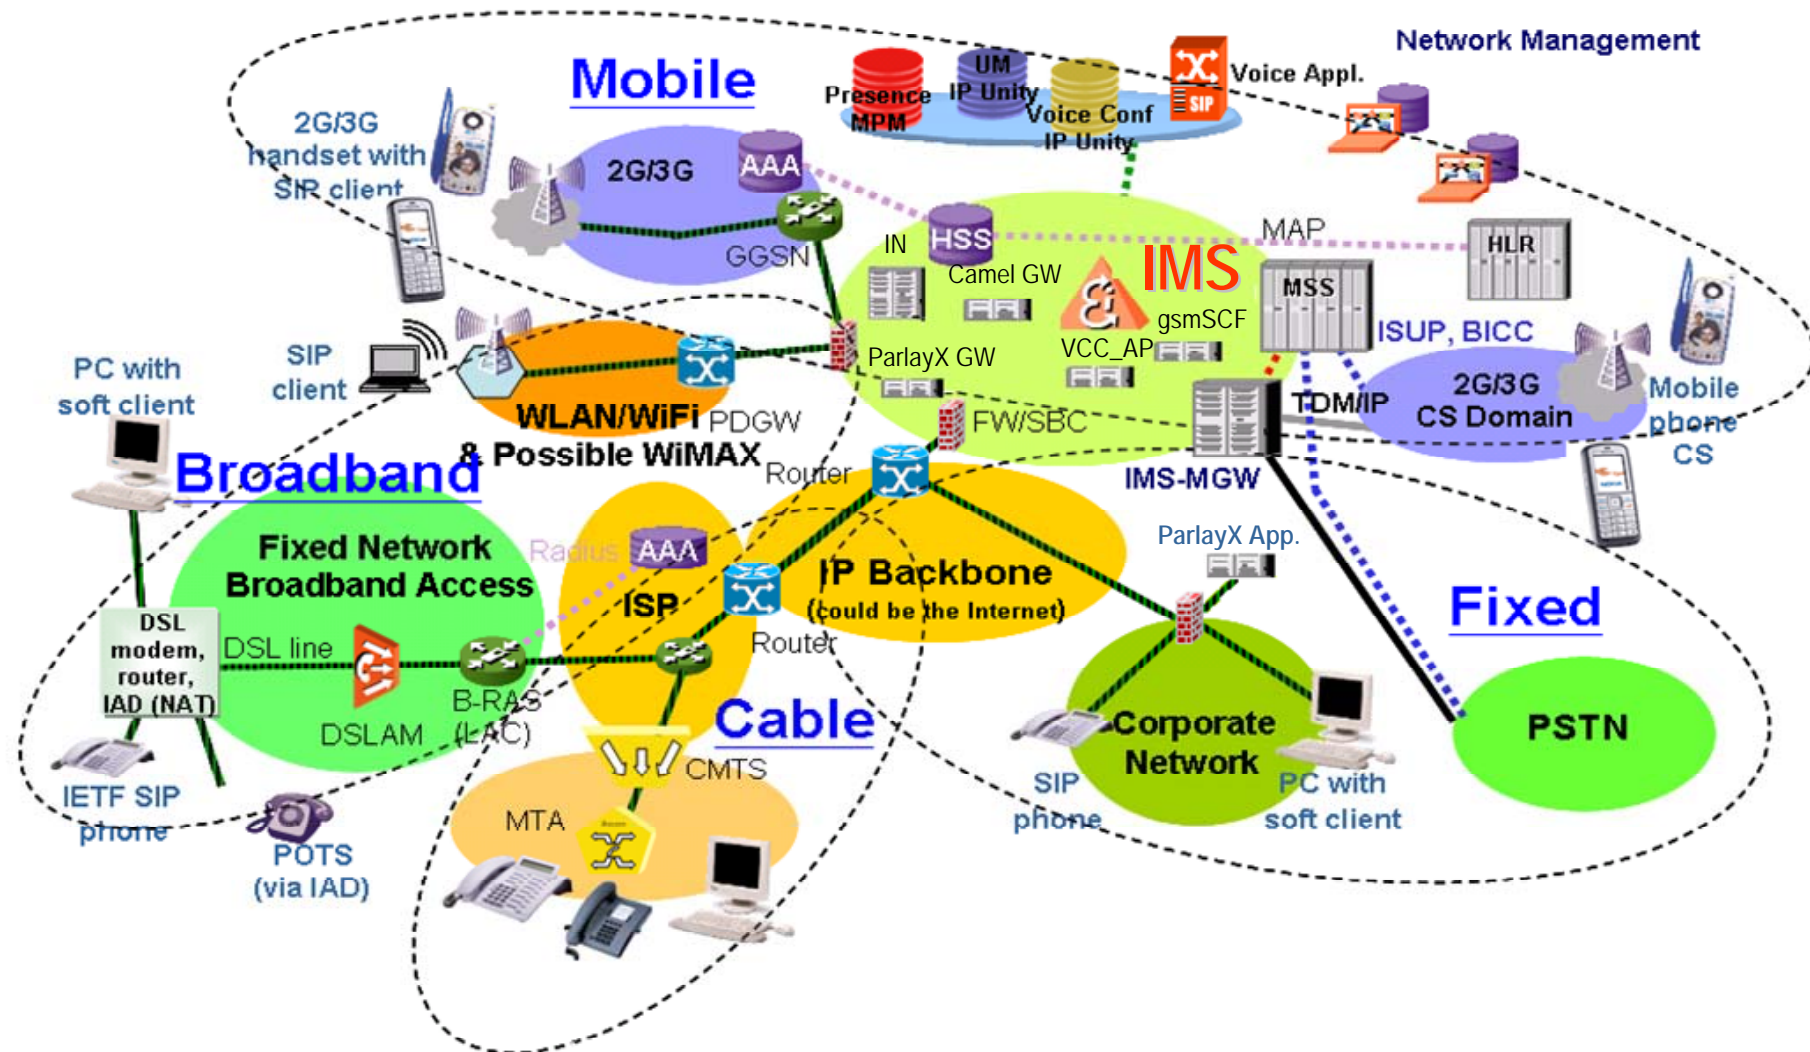 Network Management
Mobile
Presence
MPM
UM
IP Unity
Voice Conf
IP Unity
SIP
Voice Appl.
2G/3G
handset with
SIP client
2G/3G
AAA
GGSN
IN
HSS
Camel GW
IMS
gsmSCF
VCC_AP
ParlayX GW
MAP
HLR
MSS
ISUP, BICC
2G/3G
CS Domain
TDM/IP
Mobile
phone
CS
SIP
client
PC with
soft client
WLAN/WiFi
& Possible WiMAX
PDGW
FW/SBC
Router
IMS-MGW
Broadband
Fixed Network
Broadband Access
Radius
AAA
ISP
IP Backbone
(could be the Internet)
Router
ParlayX App.
Fixed
DSL
modem,
router,
IAD (NAT)
DSL line
DSLAM
B-RAS
(LAC)
Cable
CMTS
MTA
Corporate
Network
PSTN
SIP
phone
PC with
soft client
IETF SIP
phone
POTS
(via IAD)